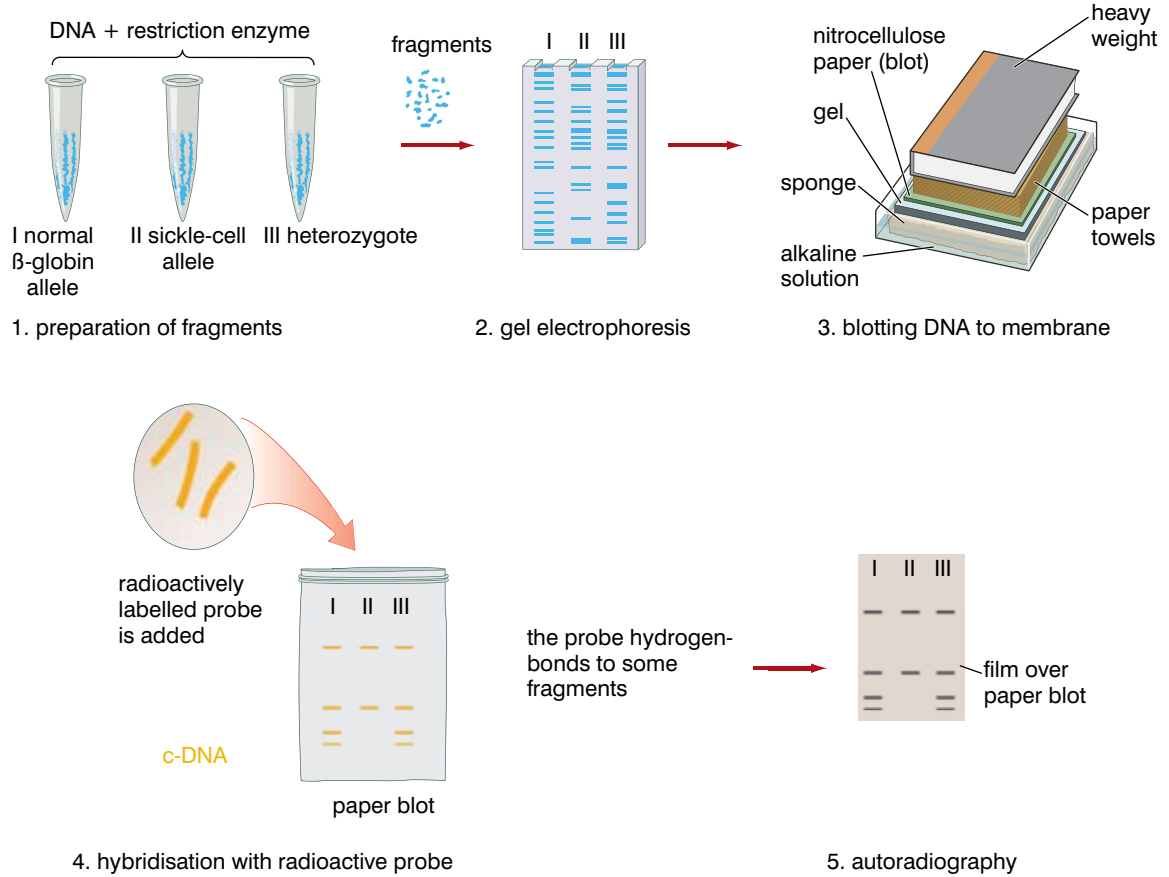 DNA + restriction enzyme
I normal
ß-globin
allele
II sickle-cell
allele
III heterozygote
1. preparation of fragments
fragments
I II III
2. gel electrophoresis
heavy
weight
nitrocellulose
paper (blot)
gel
sponge
alkaline
solution
paper
towels
3. blotting DNA to membrane
radioactively
labelled probe
is added
I II III
c-DNA
paper blot
4. hybridisation with radioactive probe
the probe hydrogen-
bonds to some
fragments
I II III
film over
paper blot
5. autoradiography